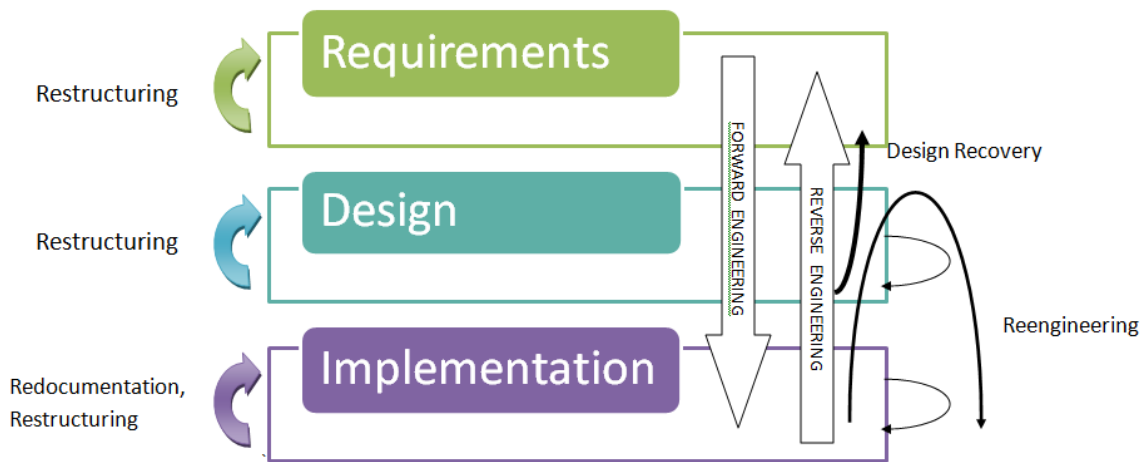 Requirements
Restructuring
FORWARD ENGINEERING
REVERSE ENGINEERING
Design Recovery
Design
Restructuring
Reengineering
Implementation
Redocumentation,
Restructuring